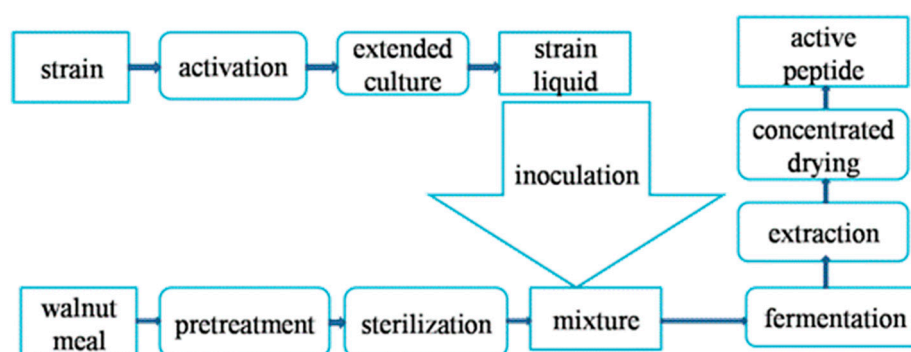 strain
activation
extended
culture
strain
liquid
active
peptide
concentrated
drying
inoculation
extraction
walnut
meal
pretreatment
sterilization
mixture
fermentation